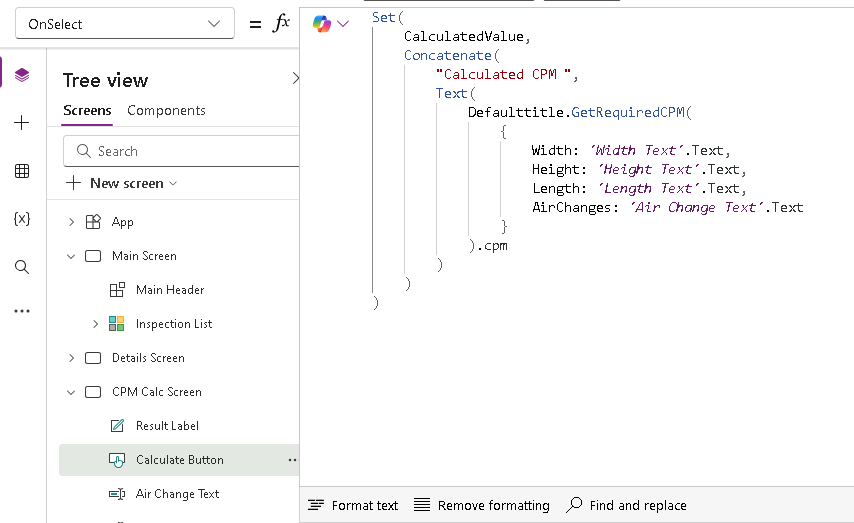 OnSelect
= fx
Tree view
Screens Components
Search
New screen
App
Main Screen
Main Header
Inspection List
Details Screen
CPM Calc Screen
Result Label
Calculate Button
Air Change Text
{x}
Set(
CalculatedValue,
Concatenate(
"Calculated CPM ",
Text(
Defaulttitle.GetRequiredCPM(
{
Width: 'Width Text'.Text,
Height: 'Height Text'.Text,
Length: 'Length Text'.Text,
AirChanges: 'Air Change Text'.Text
}
).cpm
)
)
)
Format text Remove formatting Find and replace